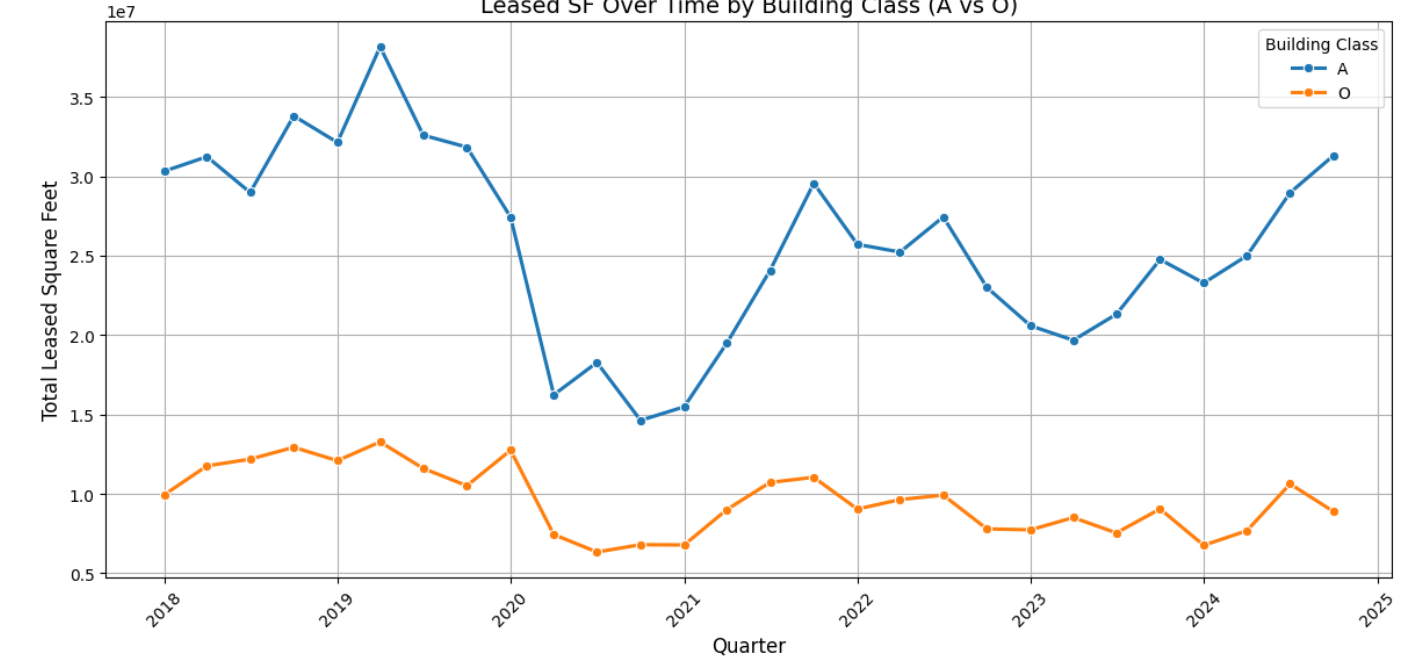 Leased SF Over Time by Building Class (A vs O)
1e7
Building Class
A
O
3.5
3.0
2.5
2.0
1.5
1.0
0.5
Total Leased Square Feet
2018
2019
2020
2021
2022
2023
2024
2025
Quarter